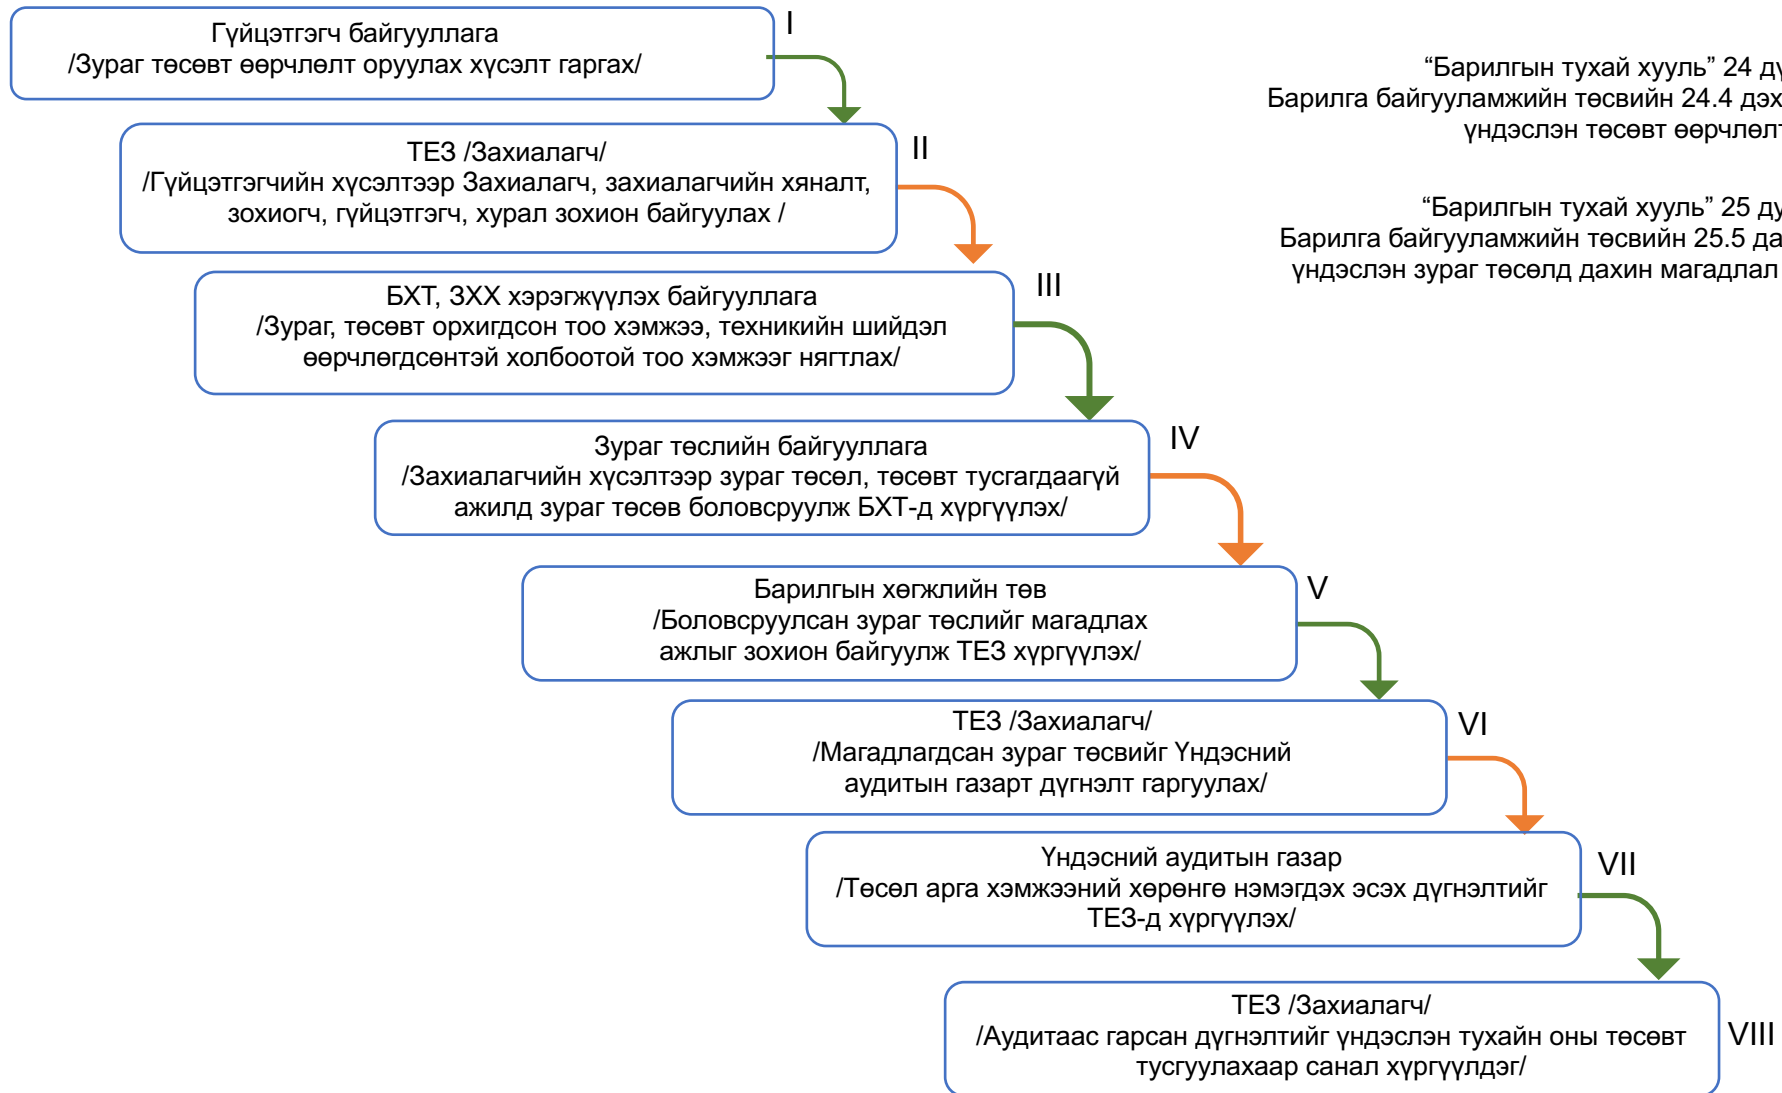 Гүйцэтгэгч байгууллага
/Зураг төсөвт өөрчлөлт оруулах хүсэлт гаргах/
I
ТЕЗ /Захиалагч/
/Гүйцэтгэгчийн хүсэлтээр Захиалагч, захиалагчийн хяналт,
зохиогч, гүйцэтгэгч, хурал зохион байгуулах /
II
БХТ, ЗХХ хэрэгжүүлэх байгууллага
/Зураг, төсөвт орхигдсон тоо хэмжээ, техникийн шийдэл
өөрчлөгдсөнтэй холбоотой тоо хэмжээг нягтлах/
III
Зураг төслийн байгууллага
/Захиалагчийн хүсэлтээр зураг төсөл, төсөвт тусгагдаагүй
ажилд зураг төсөв боловсруулж БХТ-д хүргүүлэх/
IV
Барилгын хөгжлийн төв
/Боловсруулсан зураг төслийг магадлах
ажлыг зохион байгуулж ТЕЗ хүргүүлэх/
V
ТЕЗ /Захиалагч/
/Магадлагдсан зураг төсвийг Үндэсний
аудитын газарт дүгнэлт гаргуулах/
VI
Үндэсний аудитын газар
/Төсөл арга хэмжээний хөрөнгө нэмэгдэх эсэх дүгнэлтийг
ТЕЗ-д хүргүүлэх/
VII
ТЕЗ /Захиалагч/
/Аудитаас гарсан дүгнэлтийг үндэслэн тухайн оны төсөвт
тусгуулахаар санал хүргүүлдэг/
VIII
“Барилгын тухай хууль” 24
Барилга байгууламжийн төсвийн 24.4
үндэслэн төсөвт
“Барилгын тухай хууль” 25
Барилга байгууламжийн төсвийн 25.5
үндэслэн зураг төсөлд дахин магадлал